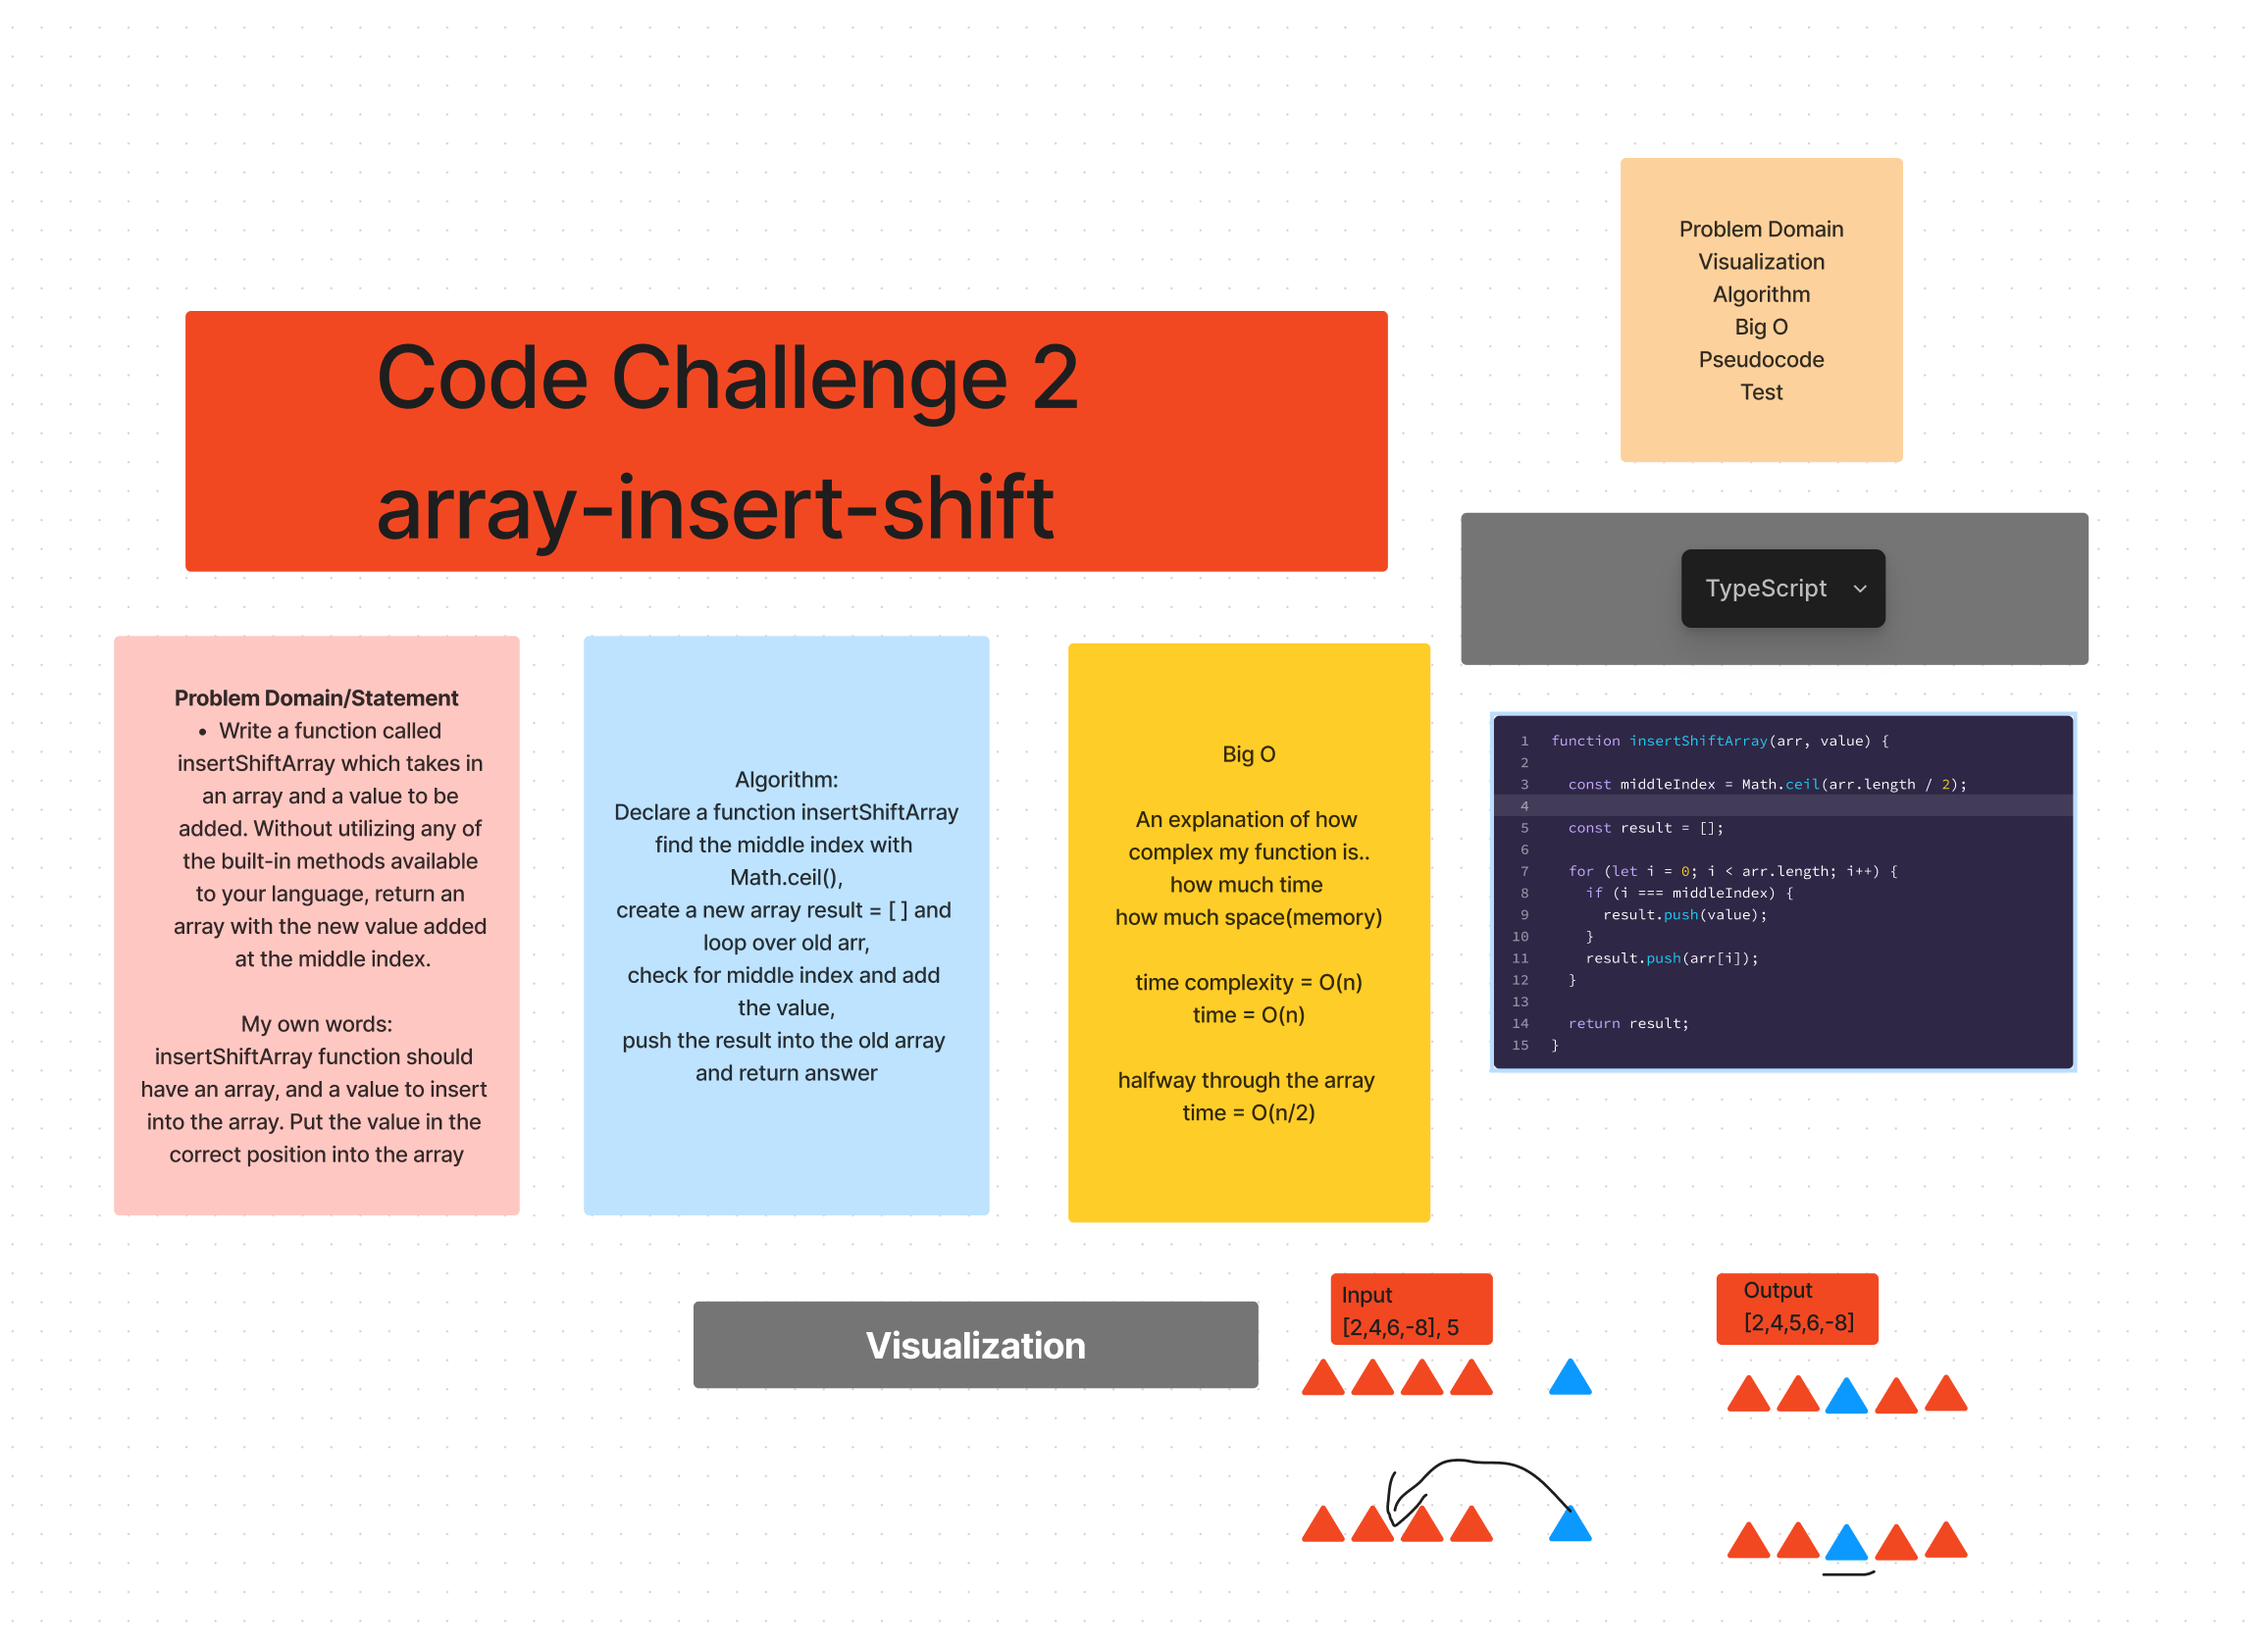 Code Challenge 2
array-insert-shift
Problem Domain
Visualization
Algorithm
Big O
Pseudocode
Test
TypeScript
Problem Domain/Statement
• Write a function called
insertShiftArray which takes in
an array and a value to be
added. Without utilizing any of
the built-in methods available
to your language, return an
array with the new value added
at the middle index.
My own words:
insertShiftArray function should
have an array, and a value to insert
into the array. Put the value in the
correct position into the array
Algorithm:
Declare a function insertShiftArray
find the middle index with
Math.ceil(),
create a new array result = [ ] and
loop over old arr,
check for middle index and add
the value,
push the result into the old array
and return answer
Big O
An explanation of how
complex my function is..
how much time
how much space(memory)
time complexity = O(n)
time = O(n)
halfway through the array
time = O(n/2)
1 function insertShiftArray(arr, value) {
2
3 const middleIndex = Math.ceil(arr.length / 2);
4
5 const result = [];
6
7 for (let i = 0; i < arr.length; i++) {
8 if (i === middleIndex) {
9 result.push(value);
10 }
11 result.push(arr[i]);
12 }
13
14 return result;
15 }
Visualization
Input
[2,4,6,-8], 5
Output
[2,4,5,6,-8]